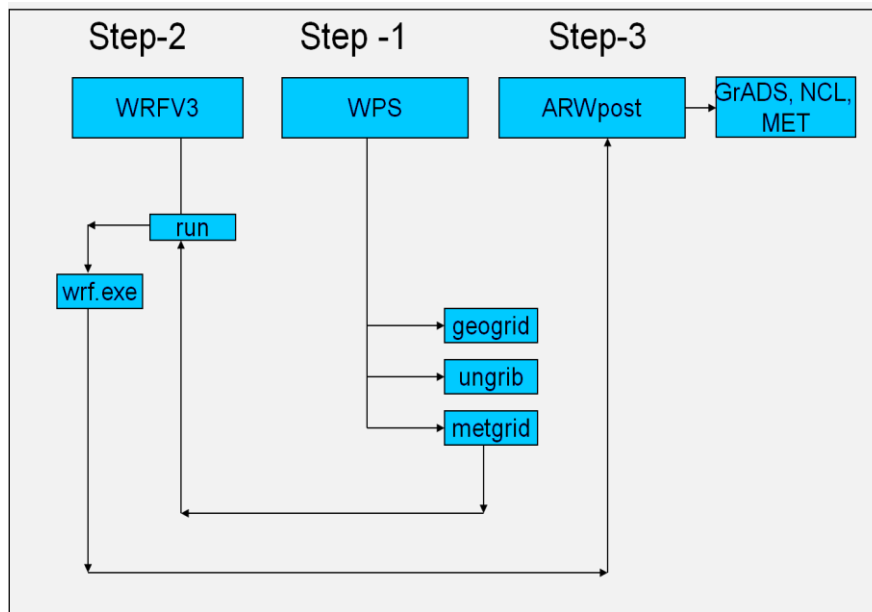 Step-2
Step -1
Step-3
WRFV3
WPS
ARWpost
GrADS, NCL,
MET
run
wrf.exe
geogrid
ungrib
metgrid